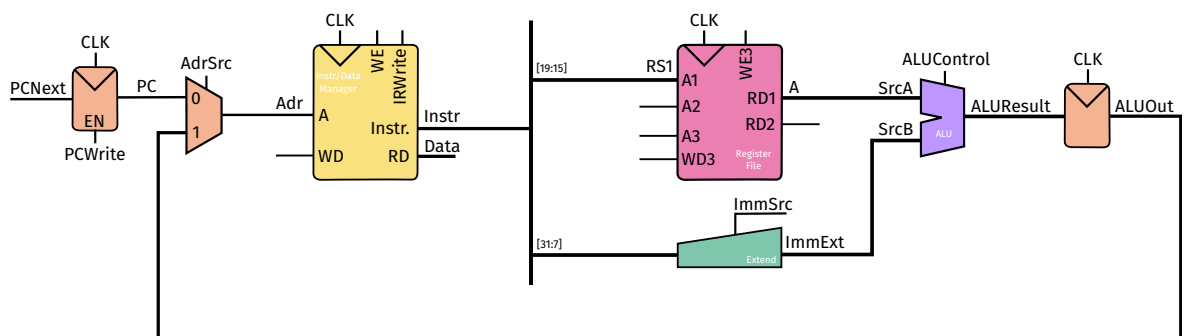 CLK
CLK
CLK
CLK
PCNext
PC
AdrSrc
EN
PCWrite
0
1
Adr
WE
IRWrite
Instr/Data
Manager
A
Instr.
WD
RD
Instr
Data
[19:15]
RS1
A1
WE3
A2
RD1
RD2
A3
WD3
Register
File
A
SrcA
SrcB
ALUControl
ALU
ALUResult
ALUOut
ImmSrc
[31:7]
Extend
ImmExt